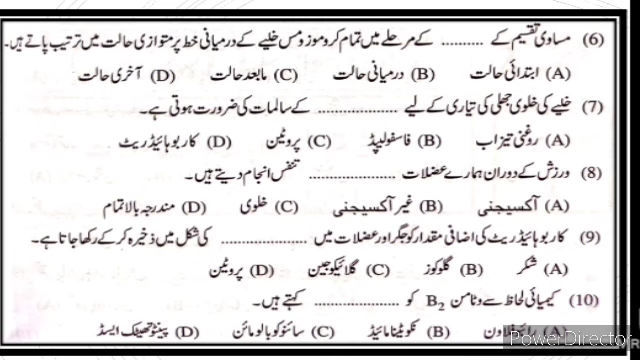 (6) مساوی تقسیم کے .......... کے مرحلے میں تمام کروموزومس خلیے کے درمیانی خط پر متوازی حالت میں ترتیب پاتے ہیں۔
(A) ابتدائی حالت (B) درمیانی حالت (C) مابعد حالت (D) آخری حالت
(7) خلیے کی خلوی جھلی کی تیاری کے لیے .................. کے سالمات کی ضرورت ہوتی ہے۔
(A) روغنی تیزاب (B) فاسفولپڈ (C) پروٹین (D) کاربوہائیڈریٹ
(8) ورزش کے دوران ہمارے عضلات .................. تنفس انجام دیتے ہیں۔
(A) آکسیجنی (B) غیر آکسیجنی (C) خلوی (D) مندرجہ بالا تمام
(9) کاربوہائیڈریٹ کی اضافی مقدار کو جگر اور عضلات میں .................. کی شکل میں ذخیرہ کرکے رکھا جاتا ہے۔
(A) شکر (B) گلوکوز (C) گلائیکوجین (D) پروٹین
(10) کیمیائی لحاظ سے وٹامن B2 کو .................. کہتے ہیں۔
(B) نکوٹینامائیڈ (C) سائنوکوبالومائن (D) پینٹوتھینک ایسڈ
PowerDirector